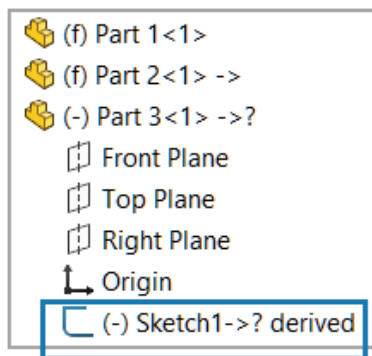 (f) Part 1<1>
(f) Part 2<1> ->
(-) Part 3<1> ->?
Front Plane
Top Plane
Right Plane
Origin
(-) Sketch1->? derived